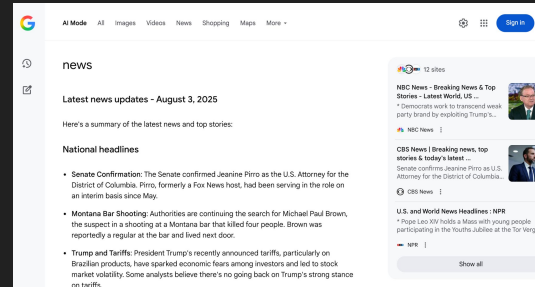 AI Mode All Images Videos News Shopping Maps More
Sign in
news
Latest news updates - August 3, 2025
Here's a summary of the latest news and top stories:
National headlines
• Senate Confirmation: The Senate confirmed Jeanine Pirro as the U.S. Attorney for the
District of Columbia. Pirro, formerly a Fox News host, had been serving in the role on
an interim basis since May.
• Montana Bar Shooting: Authorities are continuing the search for Michael Paul Brown,
the suspect in a shooting at a Montana bar that killed four people. Brown was
reportedly a regular at the bar and lived next door.
• Trump and Tariffs: President Trump's recently announced tariffs, particularly on
Brazilian products, have sparked economic fears among investors and led to stock
market volatility. Some analysts believe there's no going back on Trump's strong stance
on tariffs.
12 sites
NBC News - Breaking News & Top
Stories - Latest World, US ...
* Democrats work to transcend weak
party brand by exploiting Trump's...
NBC News
CBS News | Breaking news, top
stories & today's latest ...
Senate confirms Jeanine Pirro as U.S.
Attorney for the District of Columbia...
CBS News
U.S. and World News Headlines : NPR
* Pope Leo XIV holds a Mass with young people
participating in the Youths Jubilee at the Tor Verg
NPR
Show all